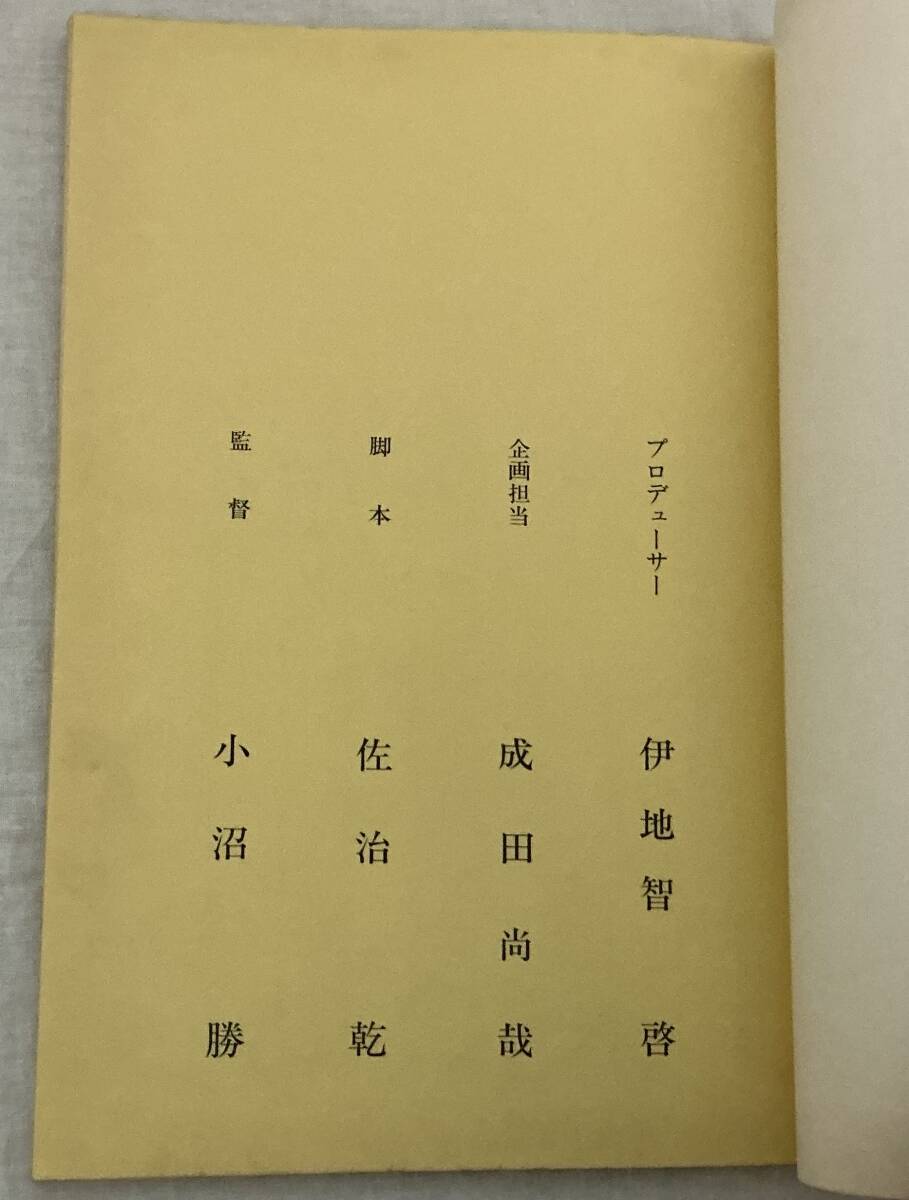 プロデューサー 伊地智啓
企画担当 成田尚哉
脚本 佐治乾
監督 小沼勝